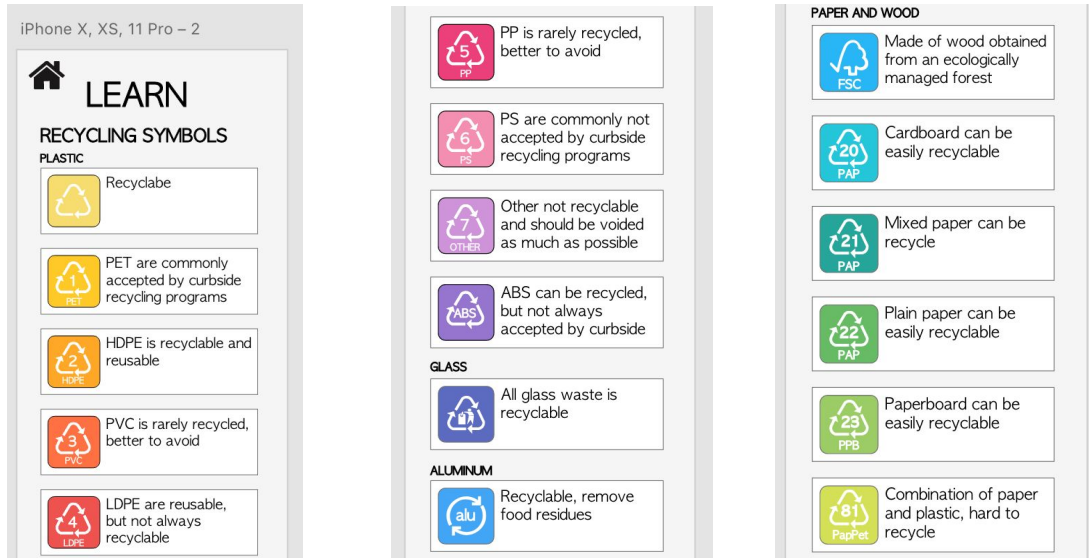 iPhone X, XS, 11 Pro – 2
LEARN
RECYCLING SYMBOLS
PLASTIC
Recyclabe
1
PET
PET are commonly
accepted by curbside
recycling programs
2
HDPE
HDPE is recyclable and
reusable
3
PVC
PVC is rarely recycled,
better to avoid
4
LDPE
LDPE are reusable,
but not always
recyclable
5
PP
PP is rarely recycled,
better to avoid
6
PS
PS are commonly not
accepted by curbside
recycling programs
7
OTHER
Other not recyclable
and should be voided
as much as possible
ABS
ABS can be recycled,
but not always
accepted by curbside
GLASS
All glass waste is
recyclable
ALUMINUM
alu
Recyclable, remove
food residues
PAPER AND WOOD
FSC
Made of wood obtained
from an ecologically
managed forest
20
PAP
Cardboard can be
easily recyclable
21
PAP
Mixed paper can be
recycle
22
PAP
Plain paper can be
easily recyclable
23
PPB
Paperboard can be
easily recyclable
81
PapPet
Combination of paper
and plastic, hard to
recycle